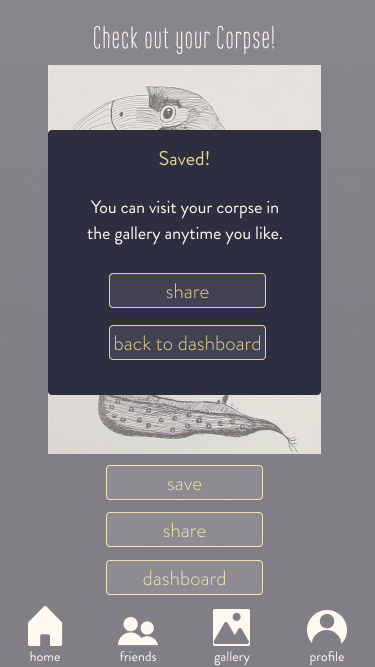 Check out your Corpse!
Saved!
You can visit your corpse in
the gallery anytime you like.
share
back to dashboard
save
share
dashboard
home friends gallery profile